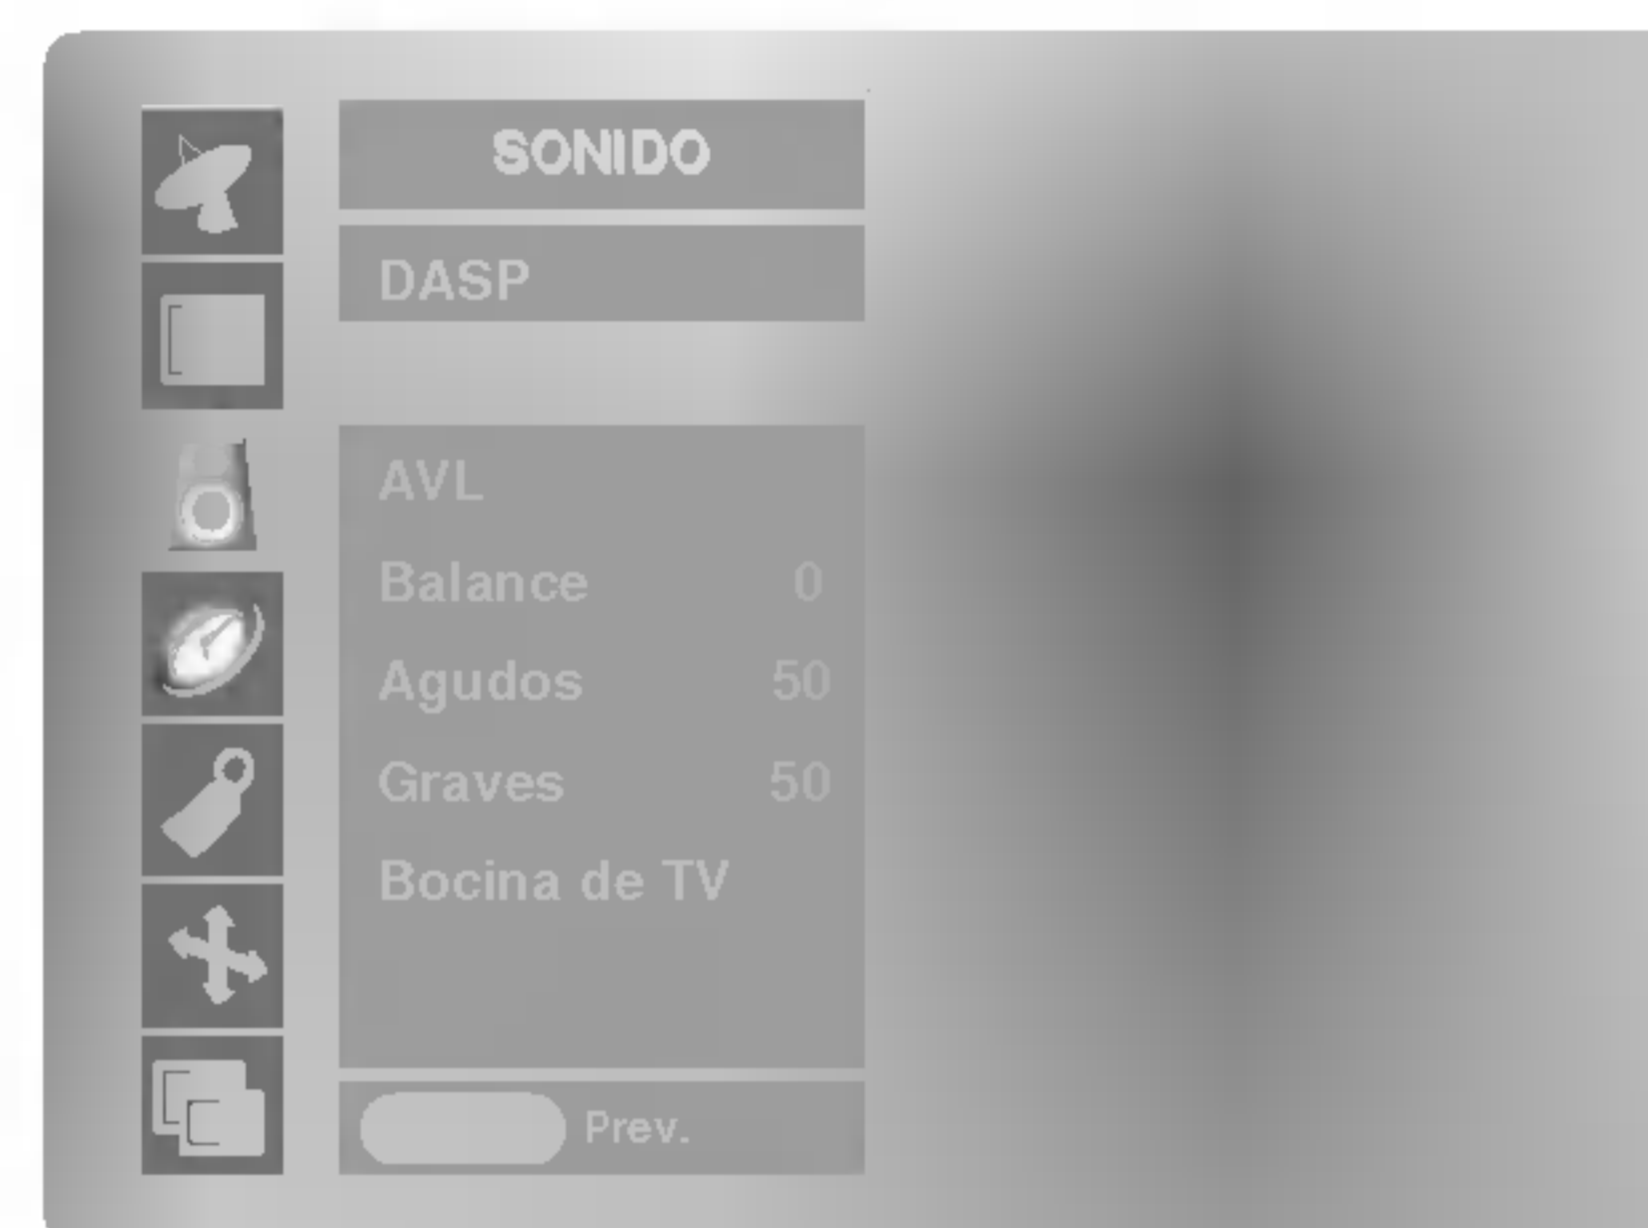 SONIDO
DASP
AVL
Balance 0
Agudos 50
Graves 50
Bocina de TV
Prev.